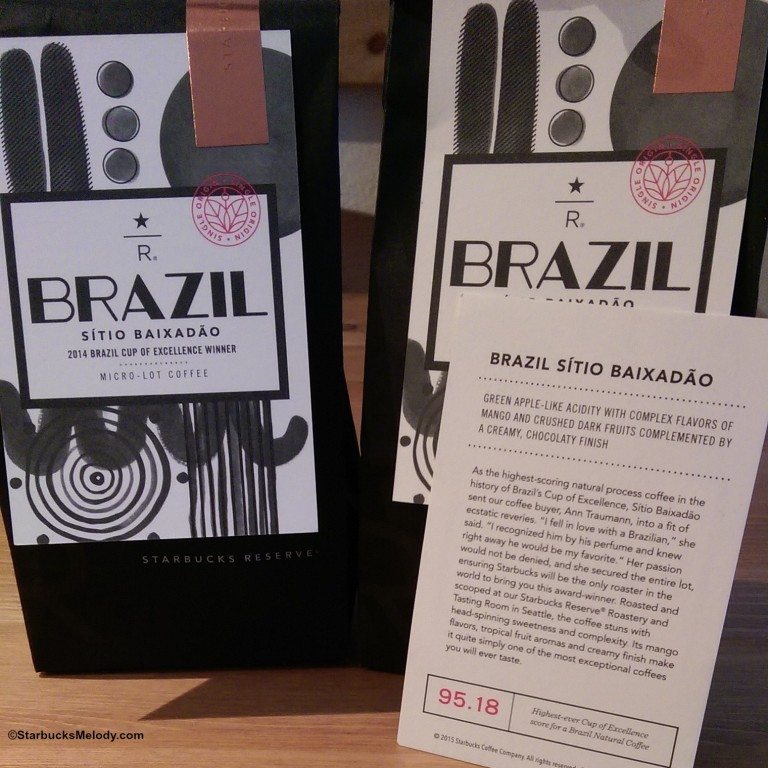 STA
SINGLE ORIGIN • SINGLE ORIGIN •
R®
BRAZIL
SÍTIO BAIXADÃO
2014 BRAZIL CUP OF EXCELLENCE WINNER
MICRO-LOT COFFEE
STARBUCKS RESERVE®
SINGLE ORIGIN • SINGLE ORIGIN •
R®
BRAZIL
BRAZIL SÍTIO BAIXADÃO
GREEN APPLE-LIKE ACIDITY WITH COMPLEX FLAVORS OF
MANGO AND CRUSHED DARK FRUITS COMPLEMENTED BY
A CREAMY, CHOCOLATY FINISH
As the highest-scoring natural process coffee in the
history of Brazil's Cup of Excellence, Sítio Baixadão
sent our coffee buyer, Ann Traumann, into a fit of
ecstatic reveries. "I fell in love with a Brazilian," she
said. "I recognized him by his perfume and knew
right away he would be my favorite." Her passion
would not be denied, and she secured the entire lot,
ensuring Starbucks will be the only roaster in the
world to bring you this award-winner. Roasted and
scooped at our Starbucks Reserve® Roastery and
Tasting Room in Seattle, the coffee stuns with
head-spinning sweetness and complexity. Its mango
flavors, tropical fruit aromas and creamy finish make
it quite simply one of the most exceptional coffees
you will ever taste.
95.18
Highest-ever Cup of Excellence
score for a Brazil Natural Coffee
© 2015 Starbucks Coffee Company. All rights reserved.
©StarbucksMelody.com